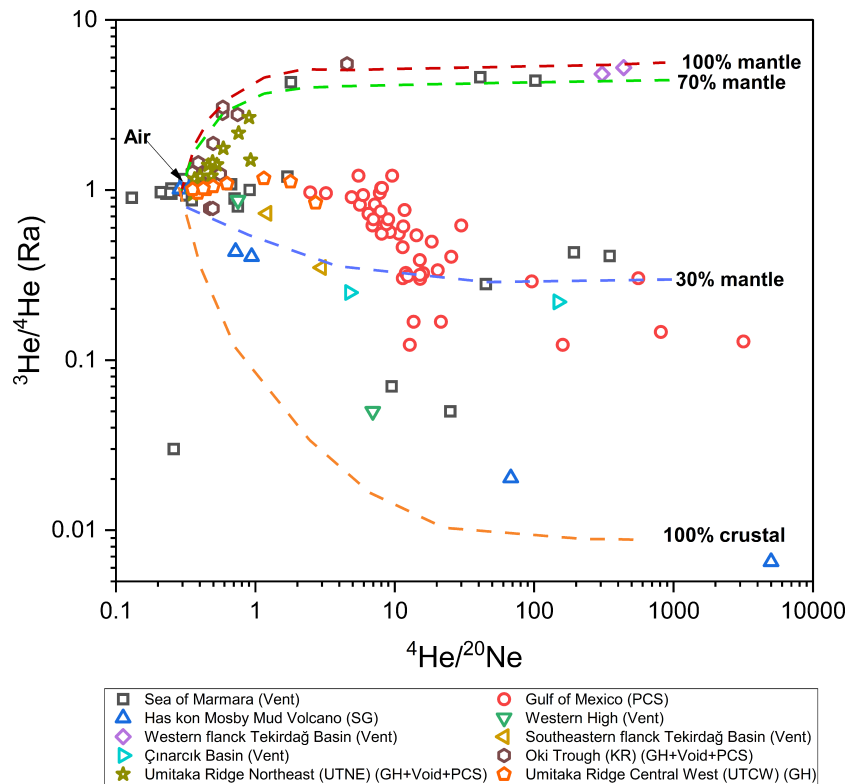 10
100% mantle
70% mantle
Air
1
30% mantle
0.1
0.01
100% crustal
0.1
1
10
100
1000
10000
³He/⁴He (Ra)
⁴He/²⁰Ne
Sea of Marmara (Vent)
Gulf of Mexico (PCS)
Has kon Mosby Mud Volcano (SG)
Western High (Vent)
Western flanck Tekirdağ Basin (Vent)
Southeastern flanck Tekirdağ Basin (Vent)
Çınarcık Basin (Vent)
Oki Trough (KR) (GH+Void+PCS)
Umitaka Ridge Northeast (UTNE) (GH+Void+PCS)
Umitaka Ridge Central West (UTCW) (GH)